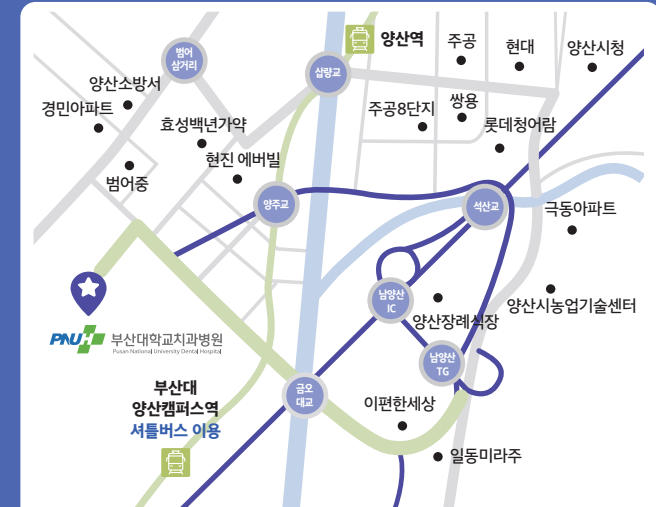 양산역
주공
현대
양산시청
범어
삼거리
삽량교
양산소방서
경민아파트
효성백년가약
현진 에버빌
범어중
주공8단지
쌍용
롯데청어람
양주교
석산교
극동아파트
남양산
IC
양산장례식장
양산시농업기술센터
PNUH 부산대학교치과병원
Pusan National University Dental Hospital
남양산
TG
부산대
양산캠퍼스역
셔틀버스 이용
금오
대교
이편한세상
일동미라주